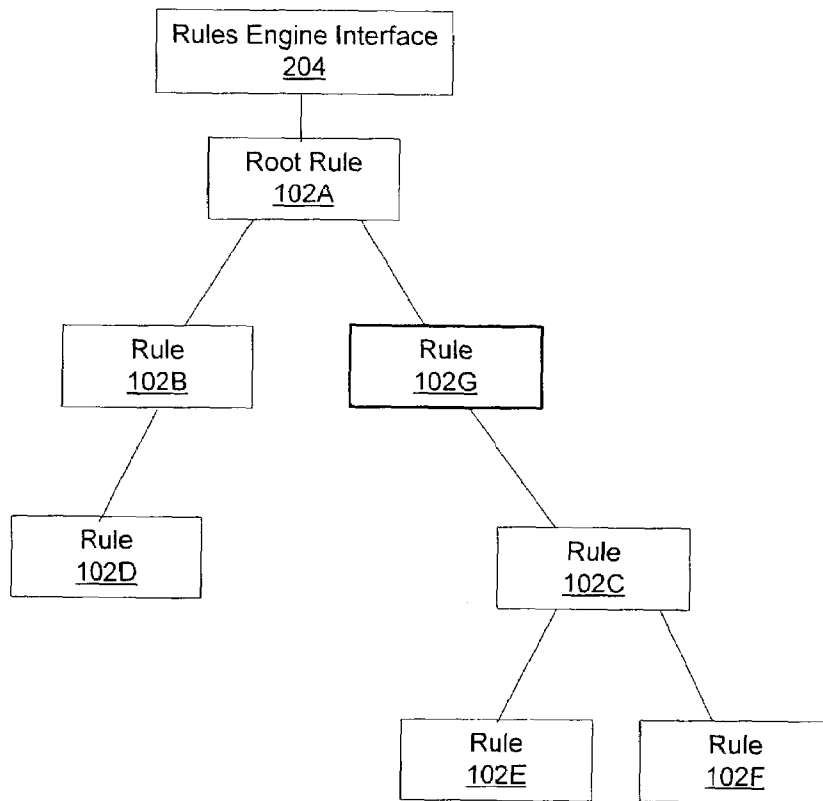 Rules Engine Interface
204
Root Rule
102A
Rule
102B
Rule
102G
Rule
102D
Rule
102C
Rule
102E
Rule
102F